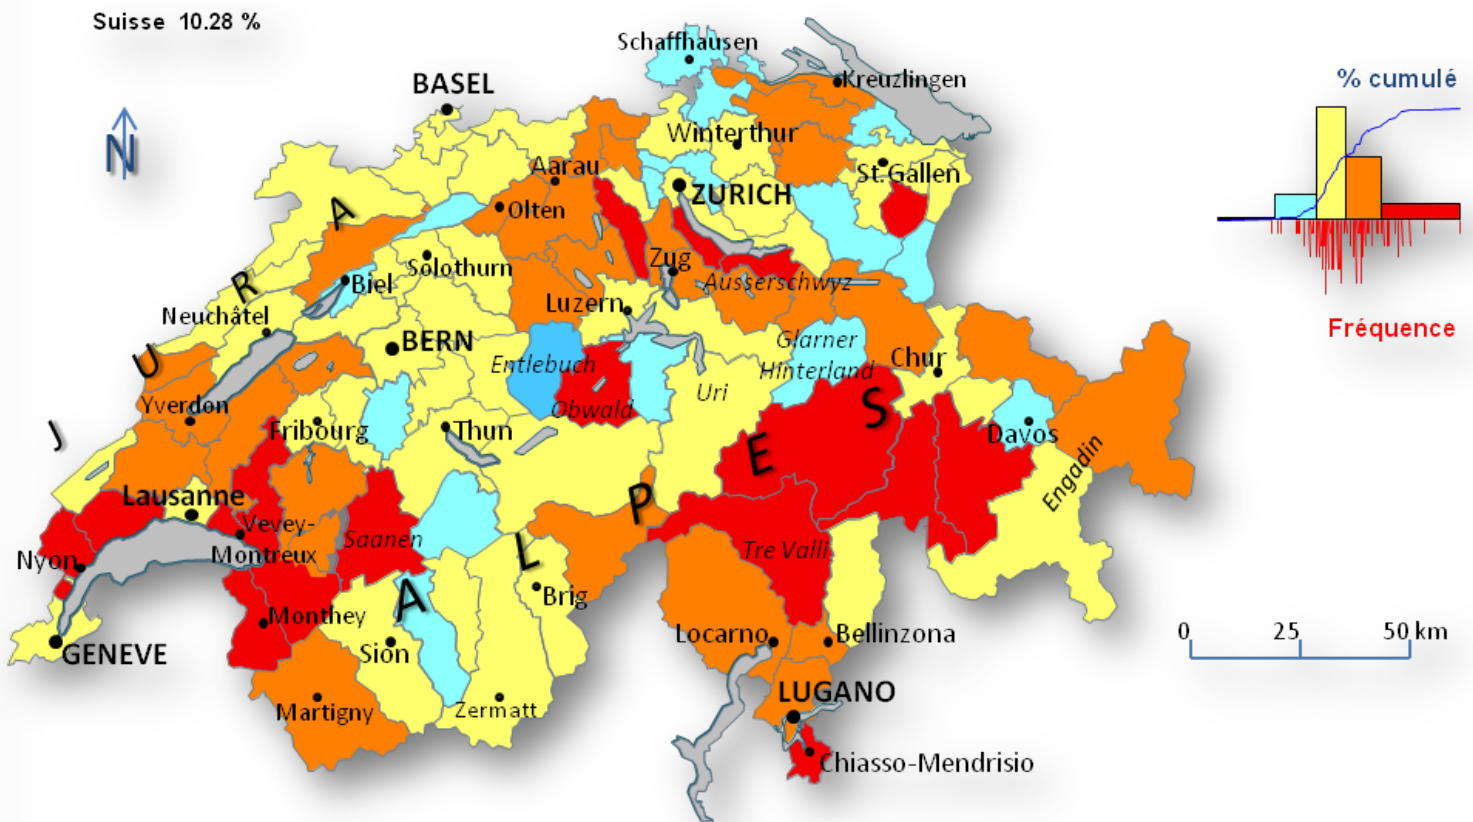 Suisse 10.28 %
Schaffhausen
BASEL
Kreuzlingen
% cumulé
N
Winterthur
Aarau
St.Gallen
ZURICH
Olten
A
Solothurn
Zug
Biel
Ausserschwyz
R
Luzern
Neuchâtel
Fréquence
BERN
Glarner
Hinterland
Entlebuch
Chur
U
Uri
Yverdon
Obwald
S
J
Fribourg
Thun
Davos
E
Engadin
Lausanne
P
Vevey-
Montreux
Saanen
Tre Valli
L
Nyon
A
Brig
Monthey
Locarno
Bellinzona
0 25 50 km
GENEVE
Sion
LUGANO
Martigny
Zermatt
Chiasso-Mendrisio